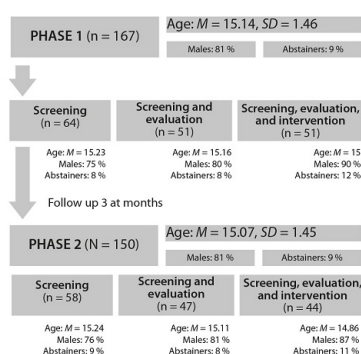 PHASE 1 (n = 167)
Age: M = 15.14, SD = 1.46
Males: 81 %
Abstainers: 9 %
Screening
(n = 64)
Screening and
evaluation
(n = 51)
Screening, evaluation,
and intervention
(n = 51)
Age: M = 15.23
Males: 75 %
Abstainers: 8 %
Age: M = 15.16
Males: 80 %
Abstainers: 8 %
Age: M = 15
Males: 90 %
Abstainers: 12 %
Follow up 3 at months
PHASE 2 (N = 150)
Age: M = 15.07, SD = 1.45
Males: 81 %
Abstainers: 9 %
Screening
(n = 58)
Screening and
evaluation
(n = 47)
Screening, evaluation,
and intervention
(n = 44)
Age: M = 15.24
Males: 76 %
Abstainers: 9 %
Age: M = 15.11
Males: 81 %
Abstainers: 8 %
Age: M = 14.86
Males: 87 %
Abstainers: 11 %